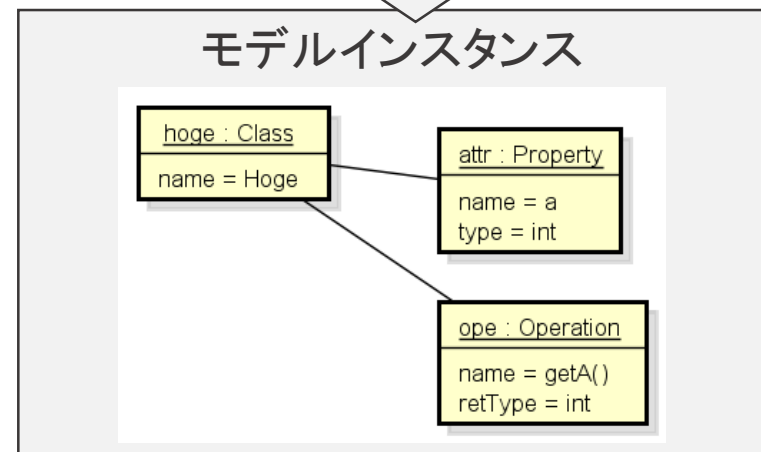 モデルインスタンス
hoge : Class
name = Hoge
attr : Property
name = a
type = int
ope : Operation
name = getA()
retType = int